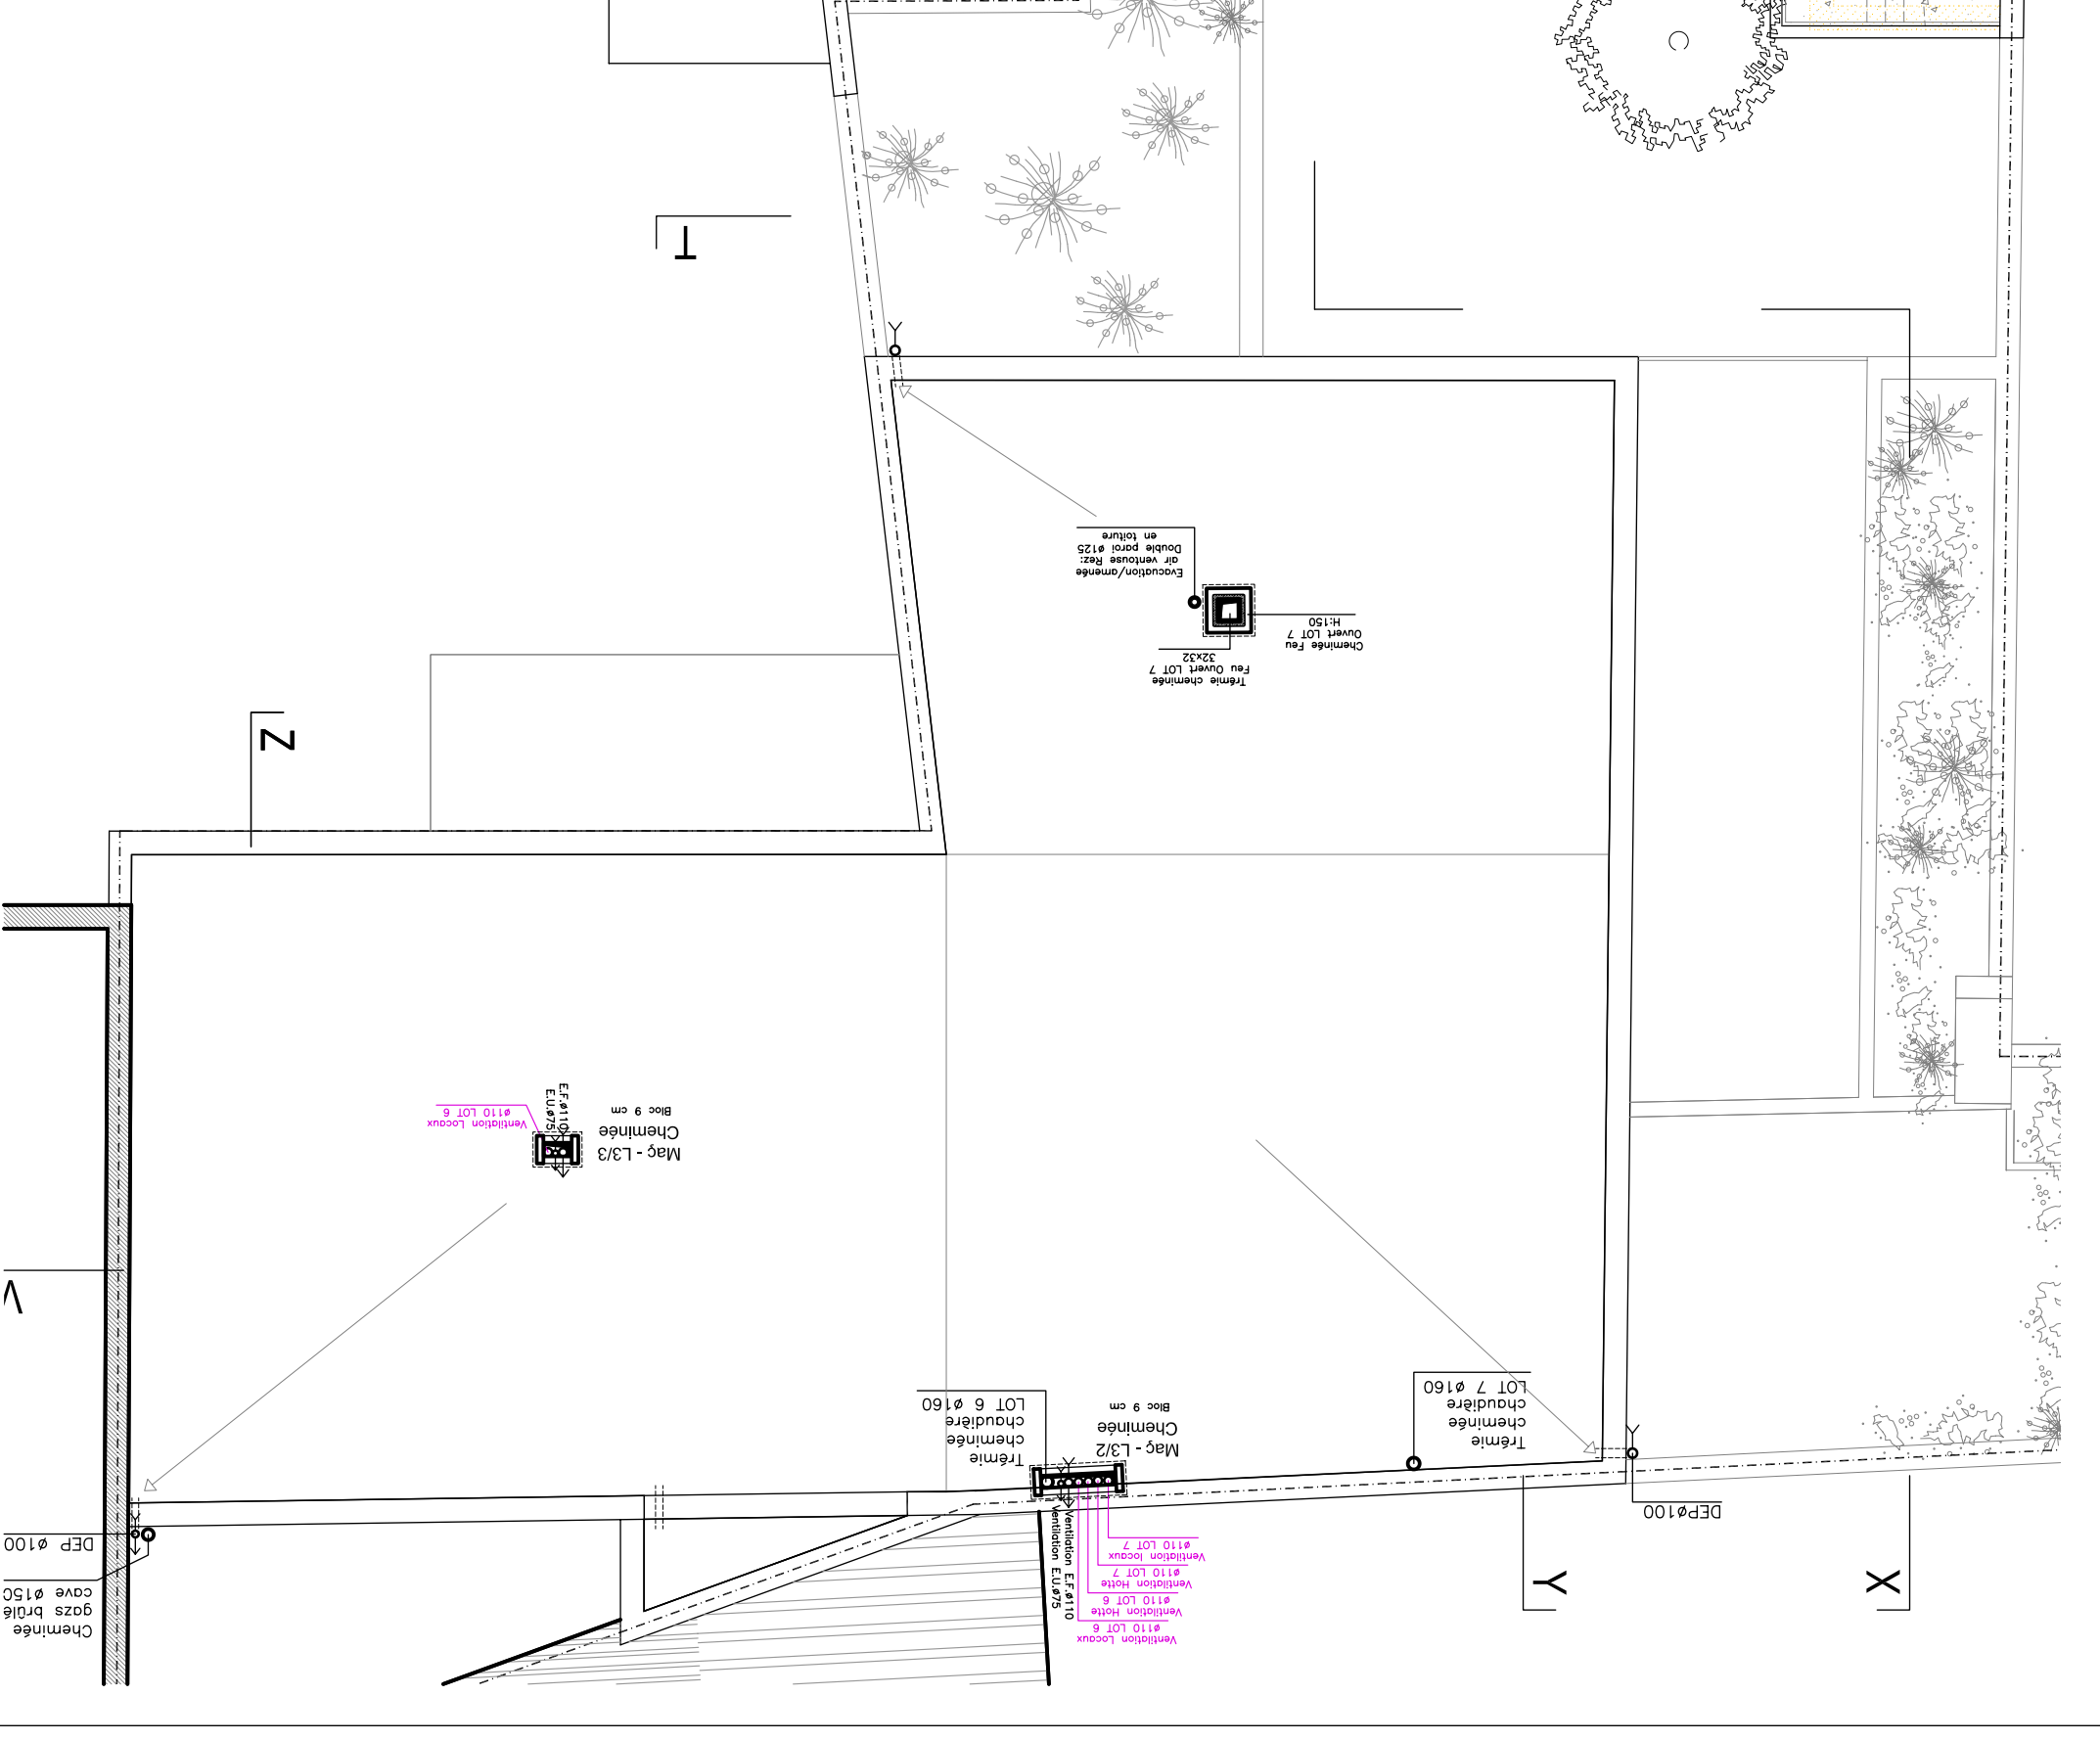 T
Evacuation/amenée
air ventouse Rez:
Double paroi ø125
en toiture
Cheminée Feu
Ouvert LOT 7
H:150
Trémie cheminée
Feu Ouvert LOT 7
32x32
Z
E.F.ø110
E.U.ø75
Ventilation Locaux
ø110 LOT 6
Maç - L3/3
Cheminée
Bloc 9 cm
V
Trémie
cheminée
chaudière
LOT 6 ø160
Maç - L3/2
Cheminée
Bloc 9 cm
Trémie
cheminée
chaudière
LOT 7 ø160
DEPø100
DEP ø100
Cheminée
gazs brûlé
cave ø150
Ventilation E.F.ø110
Ventilation E.U.ø75
Ventilation locaux
ø110 LOT 7
Ventilation Hotte
ø110 LOT 7
Ventilation Hotte
ø110 LOT 6
Ventilation Locaux
ø110 LOT 6
Y
X